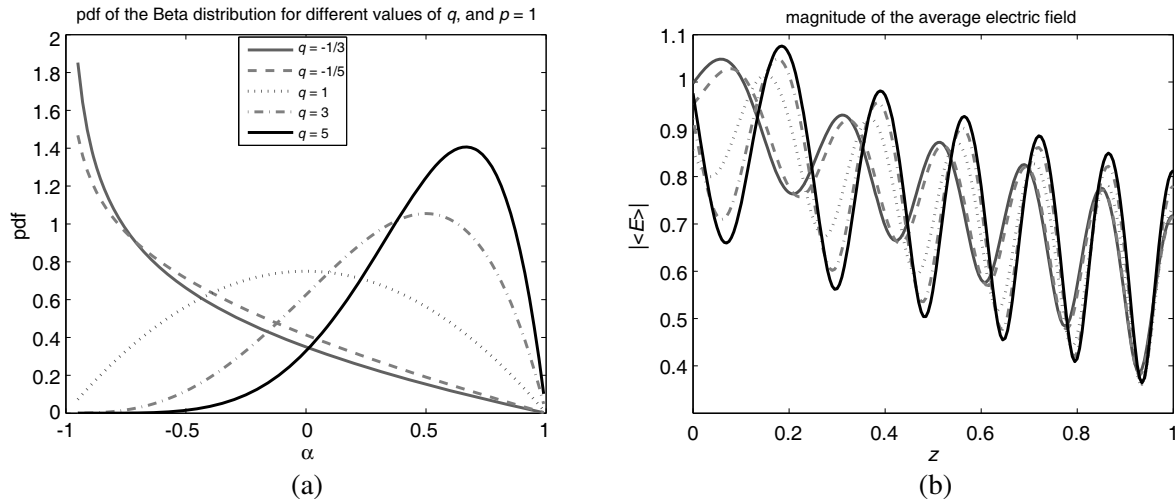 pdf of the Beta distribution for different values of q, and p = 1
2
1.8
1.6
1.4
1.2
1
0.8
0.6
0.4
0.2
0
pdf
q = -1/3
q = -1/5
q = 1
q = 3
q = 5
-1
-0.5
0
0.5
1
α
(a)
magnitude of the average electric field
1.1
1
0.9
0.8
0.7
0.6
0.5
0.4
|<E>|
0
0.2
0.4
0.6
0.8
1
z
(b)